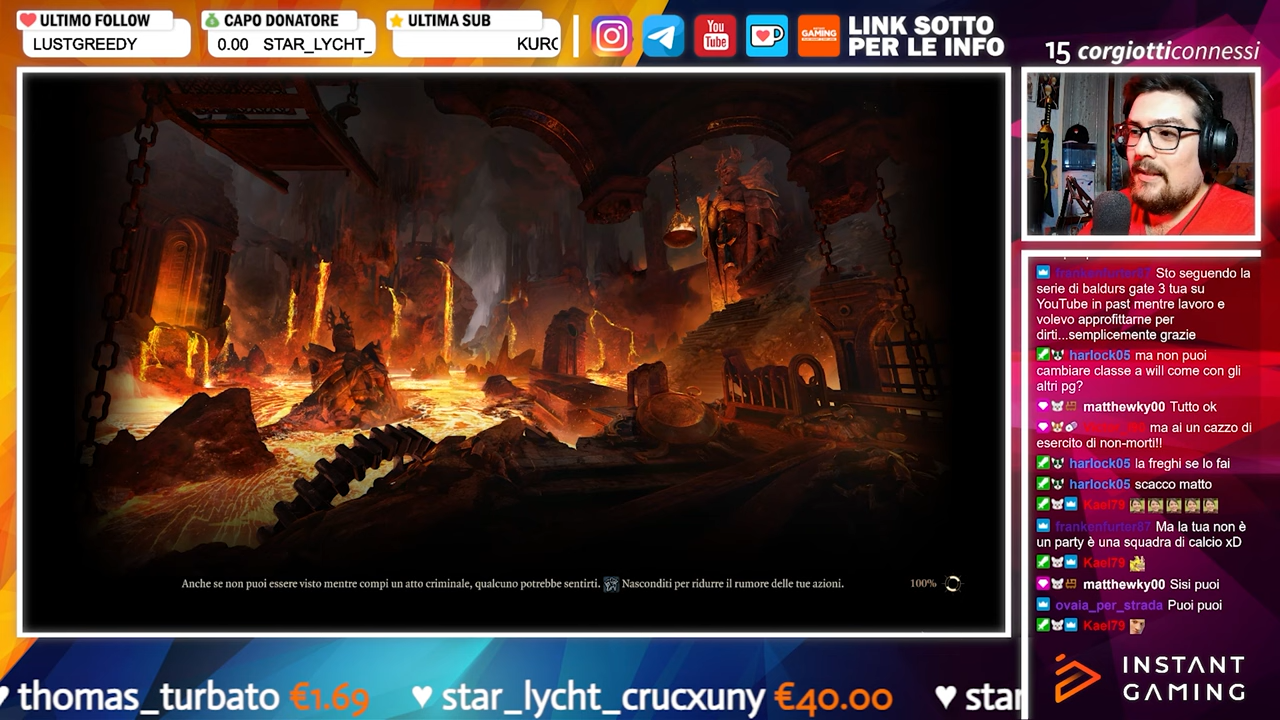 ULTIMO FOLLOW
LUSTGREEDY
CAPO DONATORE
0.00 STAR_LYCHT_
ULTIMA SUB
KURO
You
Tube
GAMING
LINK SOTTO
PER LE INFO
15 corgiotticonnessi
frankenfurter87 Sto seguendo la
serie di baldurs gate 3 tua su
YouTube in past mentre lavoro e
volevo approfittarne per
dirti...semplicemente grazie
harlock05 ma non puoi
cambiare classe a will come con gli
altri pg?
matthewky00 Tutto ok
ma ai un cazzo di
esercito di non-morti!!
harlock05 la freghi se lo fai
harlock05 scacco matto
Kael79
frankenfurter87 Ma la tua non è
un party è una squadra di calcio xD
Kael79
matthewky00 Sisi puoi
ovaia_per_strada Puoi puoi
Kael79
Anche se non puoi essere visto mentre compi un atto criminale, qualcuno potrebbe sentirti. Nasconditi per ridurre il rumore delle tue azioni.
100%
INSTANT
GAMING
thomas_turbato €1.69 star_lycht_crucxuny €40.00 star